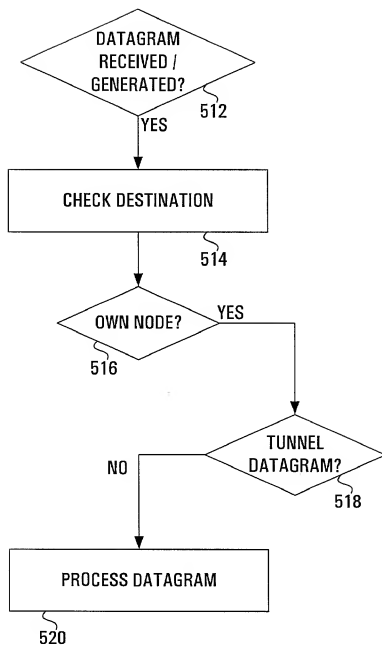 DATAGRAM
RECEIVED /
GENERATED?
512
YES
CHECK DESTINATION
514
OWN NODE?
YES
516
TUNNEL
DATAGRAM?
NO
518
PROCESS DATAGRAM
520